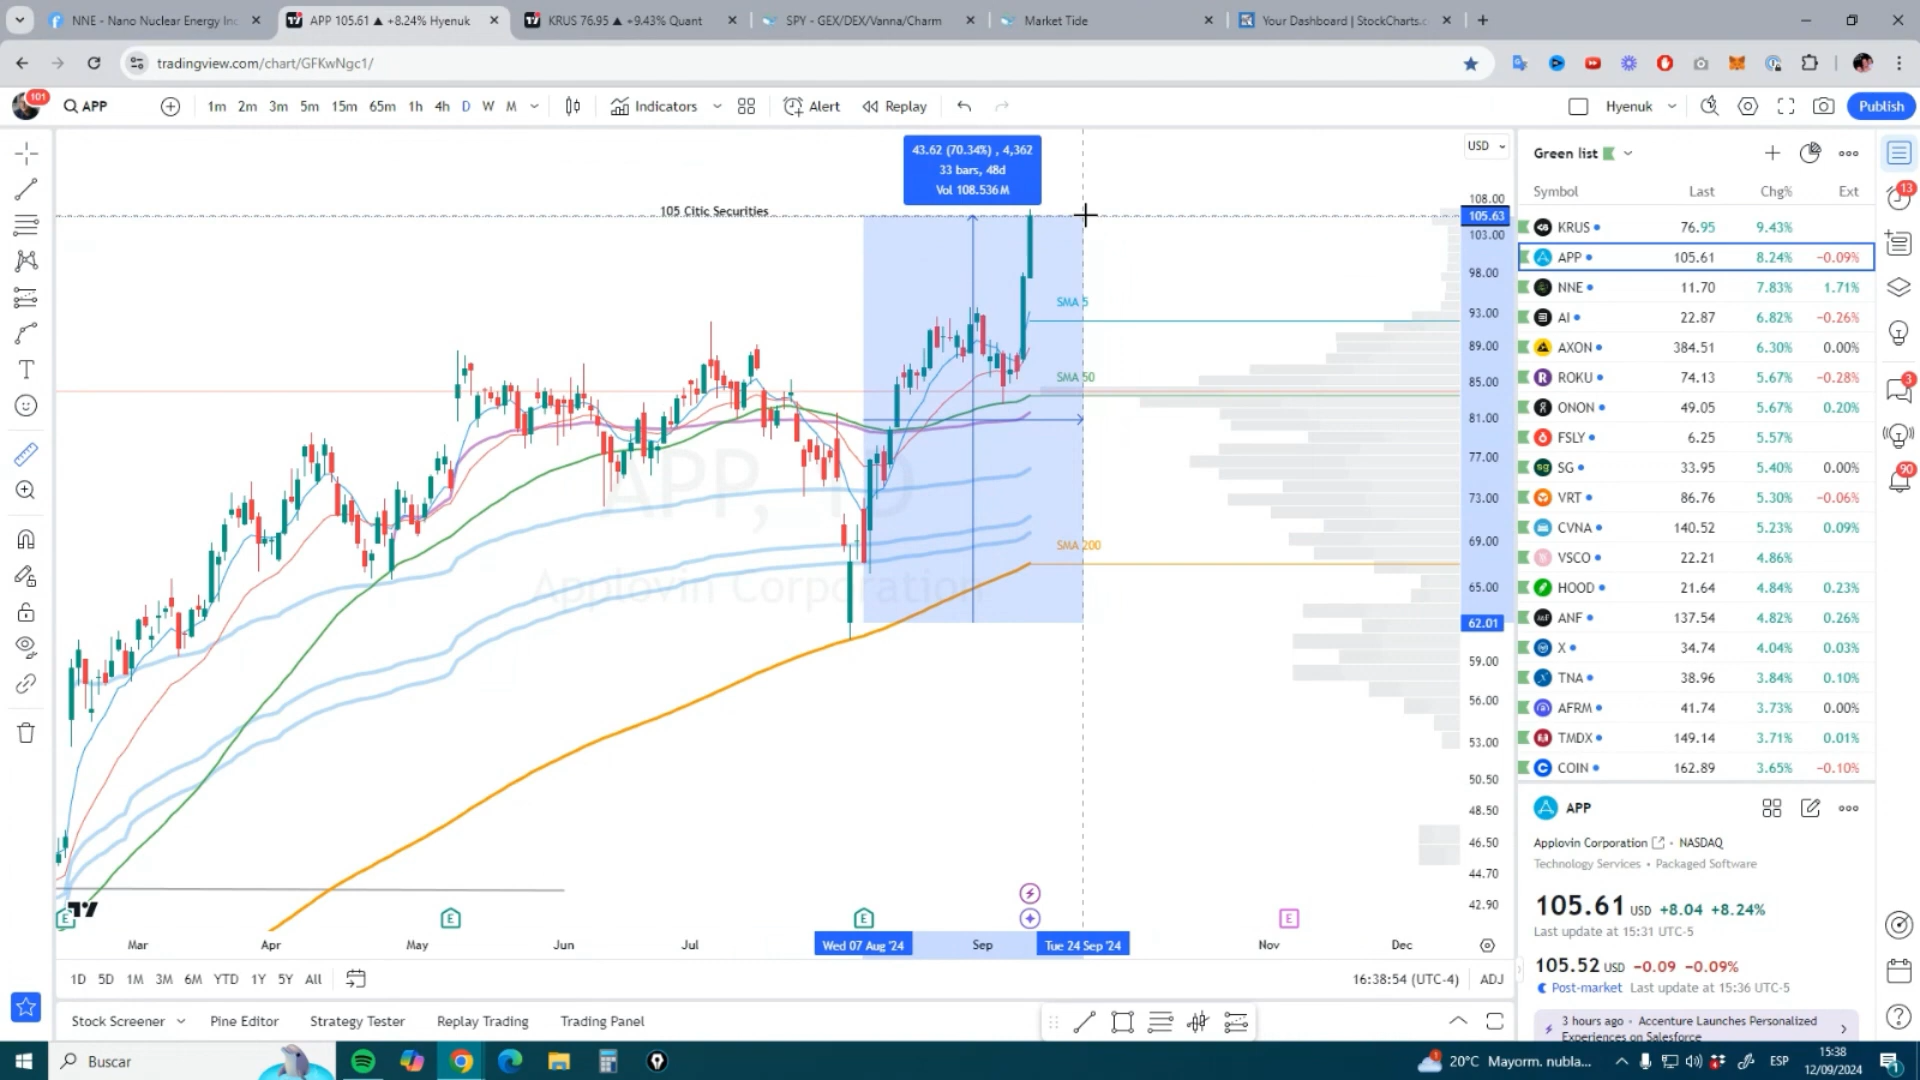 NNE - Nano Nuclear Energy Inc
APP 105.61 ▲ +8.24% Hyenuk
KRUS 76.95 ▲ +9.43% Quant
SPY - GEX/DEX/Vanna/Charm
Market Tide
Your Dashboard | StockCharts.c
tradingview.com/chart/GFKwNgc1/
101
APP
1m 2m 3m 5m 15m 65m 1h 4h D W M
Indicators
Alert
Replay
Hyenuk
Publish
43.62 (70.34%) , 4,362
33 bars, 48d
Vol 108.536 M
105 Citic Securities
SMA 5
SMA 50
SMA 200
APP, 1D
Applovin Corporation
USD
108.00
105.63
103.00
98.00
93.00
89.00
85.00
81.00
77.00
73.00
69.00
65.00
62.01
59.00
56.00
53.00
50.50
48.50
46.50
44.70
42.90
E
E
E
E
Mar
Apr
May
Jun
Jul
Wed 07 Aug '24
Sep
Tue 24 Sep '24
Nov
Dec
1D 5D 1M 3M 6M YTD 1Y 5Y All
16:38:54 (UTC-4)
ADJ
Stock Screener
Pine Editor
Strategy Tester
Replay Trading
Trading Panel
Green list
Symbol Last Chg% Ext
KRUS 76.95 9.43%
APP 105.61 8.24% −0.09%
NNE 11.70 7.83% 1.71%
AI 22.87 6.82% −0.26%
AXON 384.51 6.30% 0.00%
ROKU 74.13 5.67% −0.28%
ONON 49.05 5.67% 0.20%
FSLY 6.25 5.57%
SG 33.95 5.40% 0.00%
VRT 86.76 5.30% −0.06%
CVNA 140.52 5.23% 0.09%
VSCO 22.21 4.86%
HOOD 21.64 4.84% 0.23%
ANF 137.54 4.82% 0.26%
X 34.74 4.04% 0.03%
TNA 38.96 3.84% 0.10%
AFRM 41.74 3.73% 0.00%
TMDX 149.14 3.71% 0.01%
COIN 162.89 3.65% −0.10%
APP
Applovin Corporation • NASDAQ
Technology Services • Packaged Software
105.61 USD +8.04 +8.24%
Last update at 15:31 UTC-5
105.52 USD −0.09 −0.09%
Post-market Last update at 15:36 UTC-5
3 hours ago • Accenture Launches Personalized
Experiences on Salesforce
13
3
90
Buscar
20°C Mayorm. nubla...
ESP
15:38
12/09/2024
1